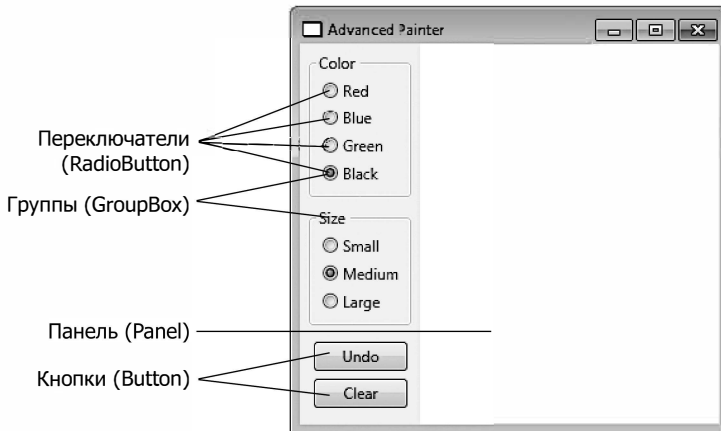 Advanced Painter
Color
Red
Blue
Green
Black
Переключатели
(RadioButton)
Группы (GroupBox)
Size
Small
Medium
Large
Панель (Panel)
Undo
Кнопки (Button)
Clear